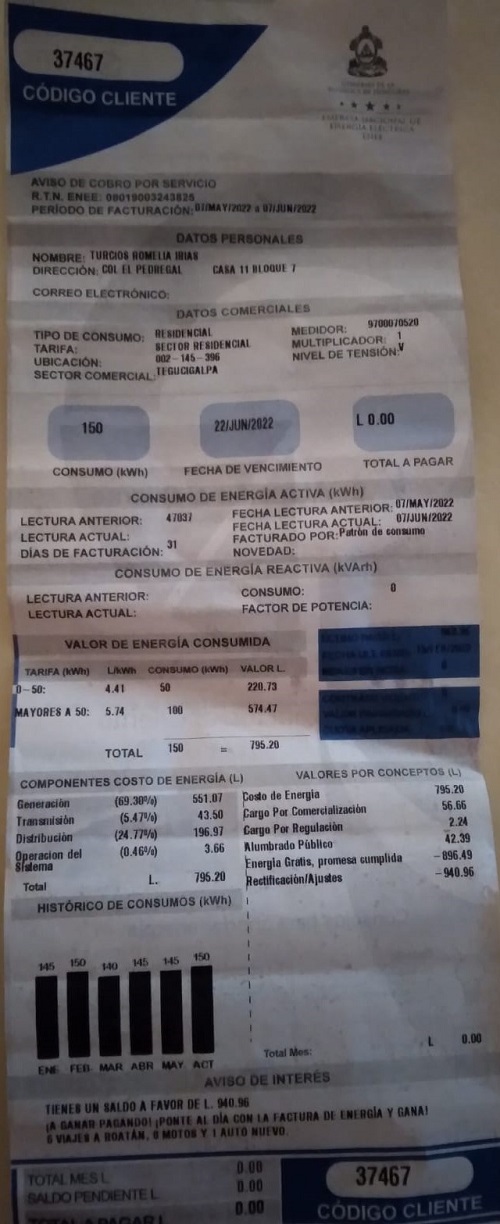 37467
CÓDIGO CLIENTE
AVISO DE COBRO POR SERVICIO
R.T.N. ENEE: 08019003243825
PERÍODO DE FACTURACIÓN: 07/MAY/2022 a 07/JUN/2022
DATOS PERSONALES
NOMBRE: TURCIOS ROMELIA IRIAS
DIRECCIÓN: COL EL PEDREGAL CASA 11 BLOQUE 7
CORREO ELECTRÓNICO:
DATOS COMERCIALES
TIPO DE CONSUMO: RESIDENCIAL MEDIDOR: 9700070520
TARIFA: SECTOR RESIDENCIAL MULTIPLICADOR: 1
UBICACIÓN: 002-145-396 NIVEL DE TENSIÓN: V
SECTOR COMERCIAL: TEGUCIGALPA
150 22/JUN/2022 L 0.00
CONSUMO (kWh) FECHA DE VENCIMIENTO TOTAL A PAGAR
CONSUMO DE ENERGÍA ACTIVA (kWh)
LECTURA ANTERIOR: 47037 FECHA LECTURA ANTERIOR: 07/MAY/2022
LECTURA ACTUAL: FECHA LECTURA ACTUAL: 07/JUN/2022
DÍAS DE FACTURACIÓN: 31 FACTURADO POR: Patrón de consumo
NOVEDAD:
CONSUMO DE ENERGÍA REACTIVA (kVArh)
LECTURA ANTERIOR: CONSUMO: 0
LECTURA ACTUAL: FACTOR DE POTENCIA:
VALOR DE ENERGÍA CONSUMIDA
TARIFA (kWh) L/kWh CONSUMO (kWh) VALOR L.
0-50: 4.41 50 220.73
MAYORES A 50: 5.74 100 574.47
TOTAL 150 = 795.20
COMPONENTES COSTO DE ENERGÍA (L) VALORES POR CONCEPTOS (L)
Generación (69.30%) 551.07 Costo de Energía 795.20
Transmisión (5.47%) 43.50 Cargo Por Comercialización 56.66
Distribución (24.77%) 196.97 Cargo Por Regulación 2.24
Operacion del Sistema (0.46%) 3.66 Alumbrado Público 42.39
Energia Gratis, promesa cumplida -896.49
Total L. 795.20 Rectificación/Ajustes -940.96
HISTÓRICO DE CONSUMOS (kWh)
145 150 140 145 145 150
ENE FEB MAR ABR MAY ACT
Total Mes: L 0.00
AVISO DE INTERÉS
TIENES UN SALDO A FAVOR DE L. 940.96
¡A GANAR PAGANDO! ¡PONTE AL DÍA CON LA FACTURA DE ENERGÍA Y GANA!
6 VIAJES A ROATÁN, 9 MOTOS Y 1 AUTO NUEVO.
TOTAL MES L 0.00
SALDO PENDIENTE L 0.00
TOTAL A PAGAR L 0.00
37467
CÓDIGO CLIENTE